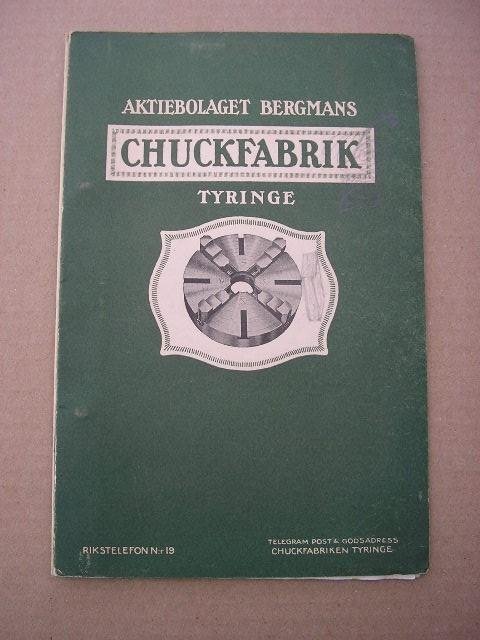 AKTIEBOLAGET BERGMANS
CHUCKFABRIK
TYRINGE
RIKSTELEFON N:r 19
TELEGRAM POST & GODSADRESS
CHUCKFABRIKEN TYRINGE